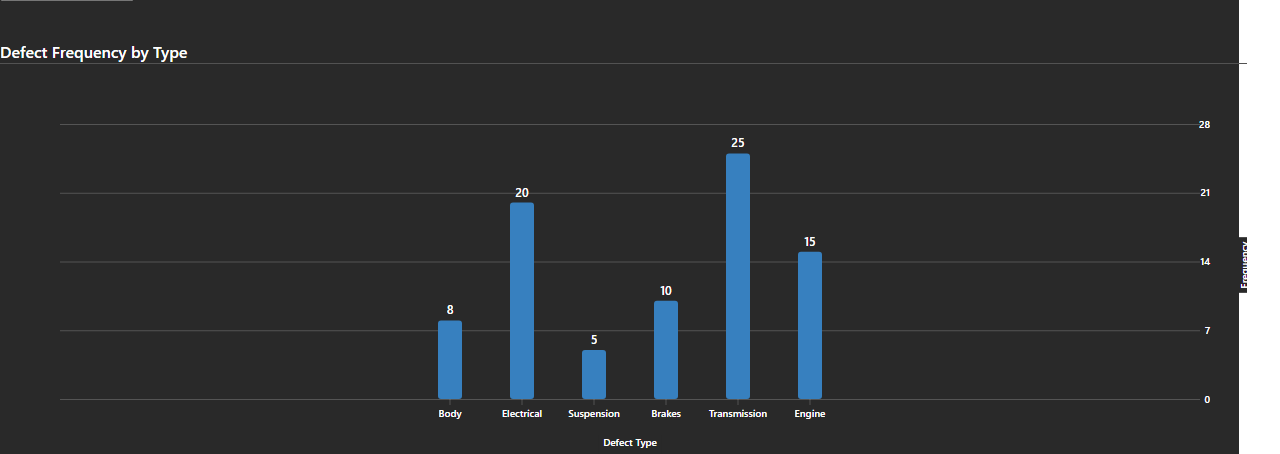 Defect Frequency by Type
28
25
21
20
15
14
Frequency
10
8
7
5
0
Body Electrical Suspension Brakes Transmission Engine
Defect Type